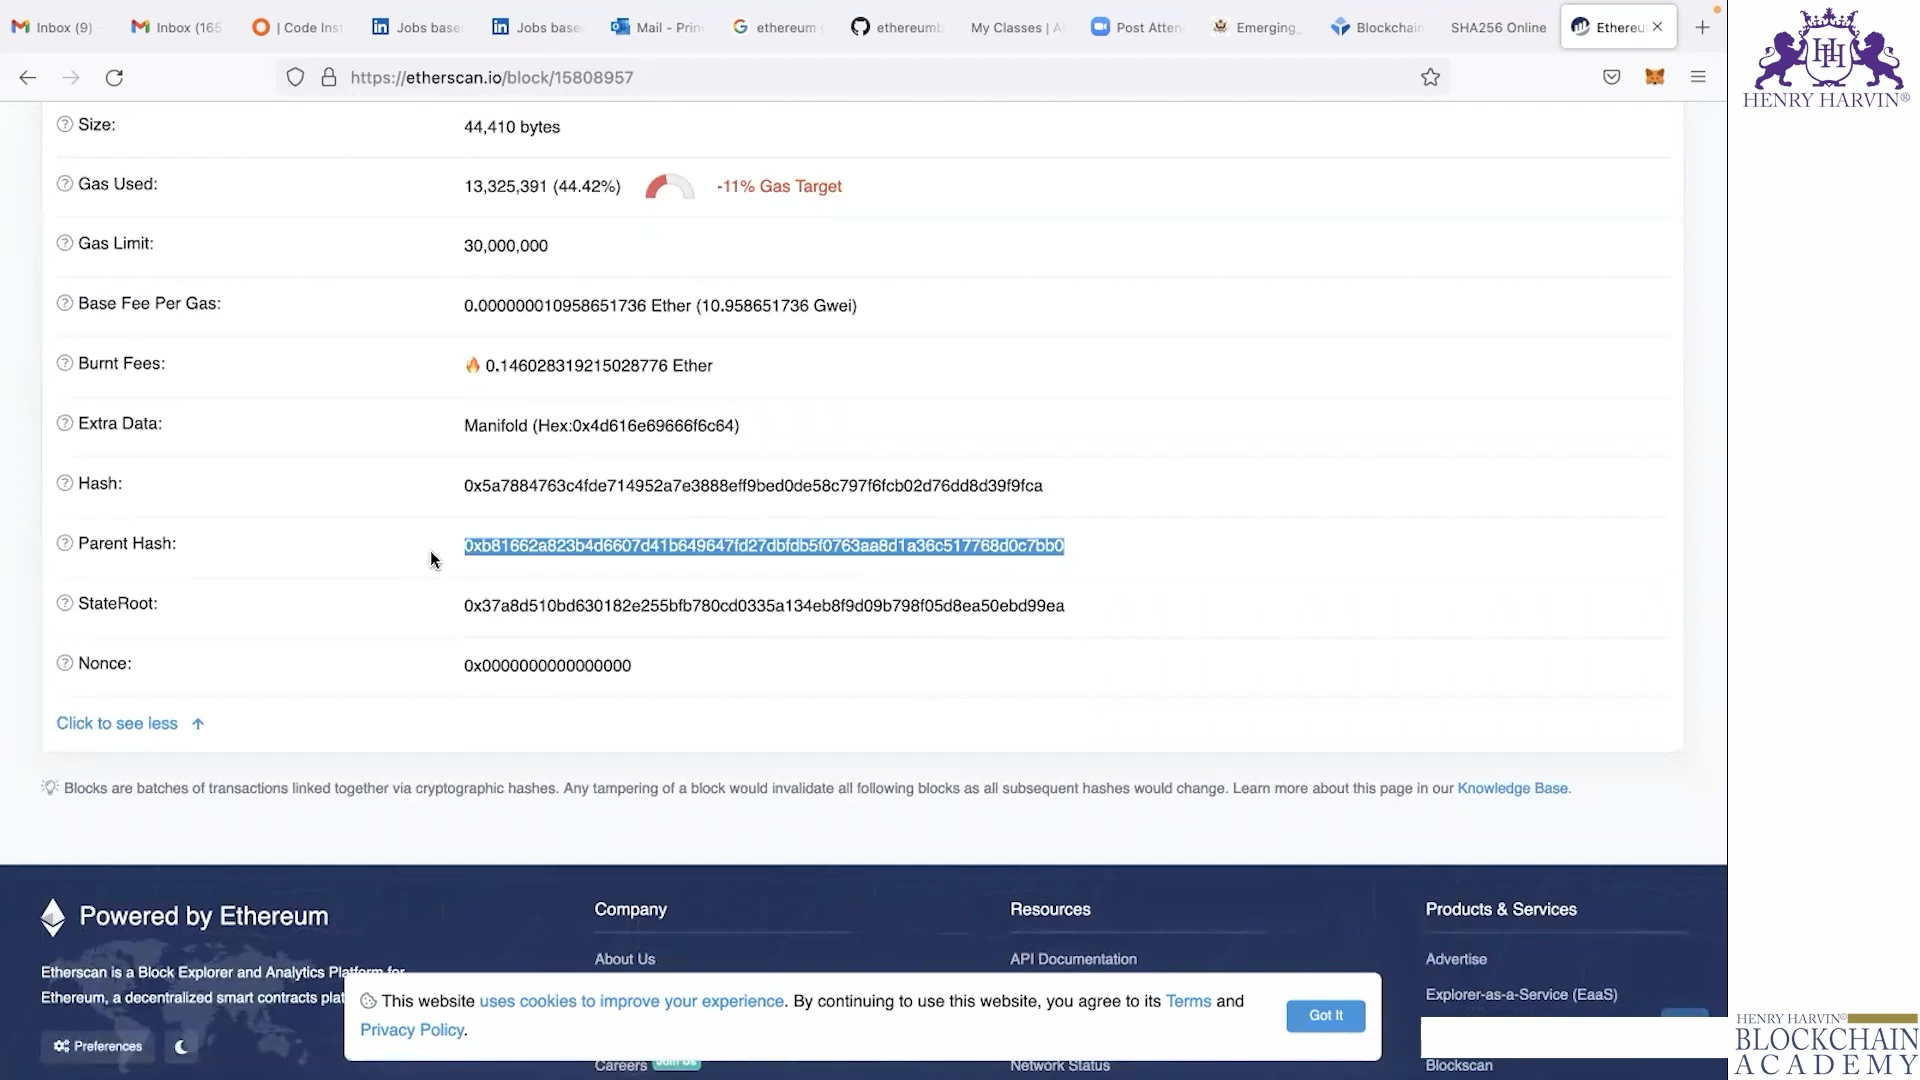 Inbox (9)
Inbox (165
| Code Inst
Jobs base
Jobs base
Mail - Prin
ethereum
ethereumb
My Classes | A
Post Atten
Emerging
Blockchain
SHA256 Online
Ethereu
https://etherscan.io/block/15808957
HENRY HARVIN®
Size:
44,410 bytes
Gas Used:
13,325,391 (44.42%)
-11% Gas Target
Gas Limit:
30,000,000
Base Fee Per Gas:
0.000000010958651736 Ether (10.958651736 Gwei)
Burnt Fees:
0.146028319215028776 Ether
Extra Data:
Manifold (Hex:0x4d616e69666f6c64)
Hash:
0x5a7884763c4fde714952a7e3888eff9bed0de58c797f6fcb02d76dd8d39f9fca
Parent Hash:
0xb81662a823b4d6607d41b649647fd27dbfdb5f0763aa8d1a36c517768d0c7bb0
StateRoot:
0x37a8d510bd630182e255bfb780cd0335a134eb8f9d09b798f05d8ea50ebd99ea
Nonce:
0x0000000000000000
Click to see less
Blocks are batches of transactions linked together via cryptographic hashes. Any tampering of a block would invalidate all following blocks as all subsequent hashes would change. Learn more about this page in our Knowledge Base.
Powered by Ethereum
Etherscan is a Block Explorer and Analytics Platform for
Ethereum, a decentralized smart contracts plat
Preferences
Company
About Us
Careers
Join Us
Resources
API Documentation
Network Status
Products & Services
Advertise
Explorer-as-a-Service (EaaS)
Blockscan
This website uses cookies to improve your experience. By continuing to use this website, you agree to its Terms and
Privacy Policy.
Got It
HENRY HARVIN®
BLOCKCHAIN
ACADEMY